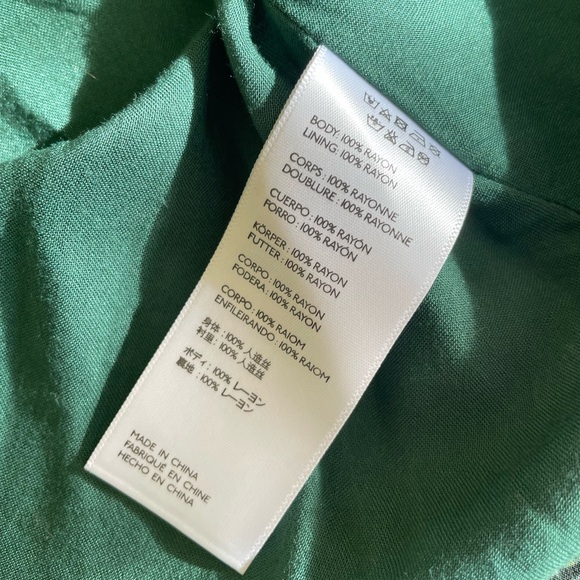 BODY: 100% RAYON
LINING: 100% RAYON
CORPS : 100% RAYONNE
DOUBLURE : 100% RAYONNE
CUERPO : 100% RAYÓN
FORRO : 100% RAYÓN
KÖRPER : 100% RAYON
FUTTER : 100% RAYON
CORPO : 100% RAYON
FODERA : 100% RAYON
CORPO : 100% RAIOM
ENFILEIRANDO : 100% RAIOM
身体 : 100% 人造丝
衬里 : 100% 人造丝
ボディ : 100% レーヨン
裏地 : 100% レーヨン
MADE IN CHINA
FABRIQUÉ EN CHINE
HECHO EN CHINA